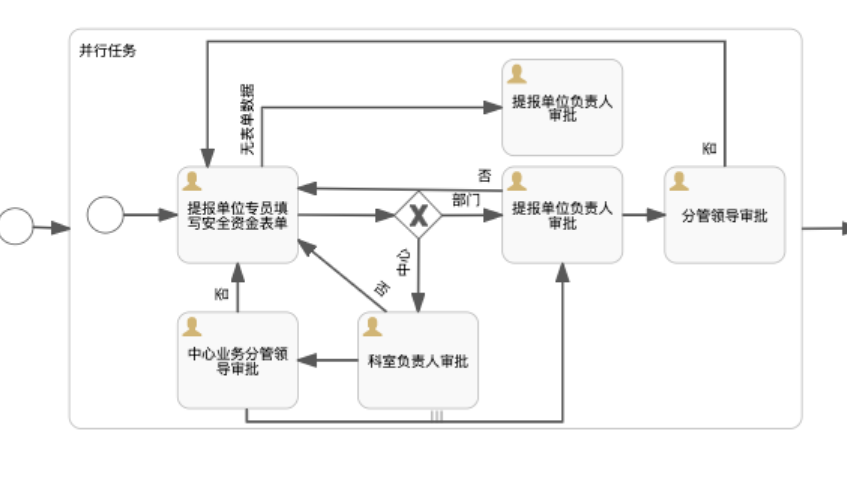 并行任务
无表单数据
提报单位负责人
审批
否
提报单位专员填
写安全资金表单
否
部门
提报单位负责人
审批
分管领导审批
中心
否
否
中心业务分管领
导审批
科室负责人审批